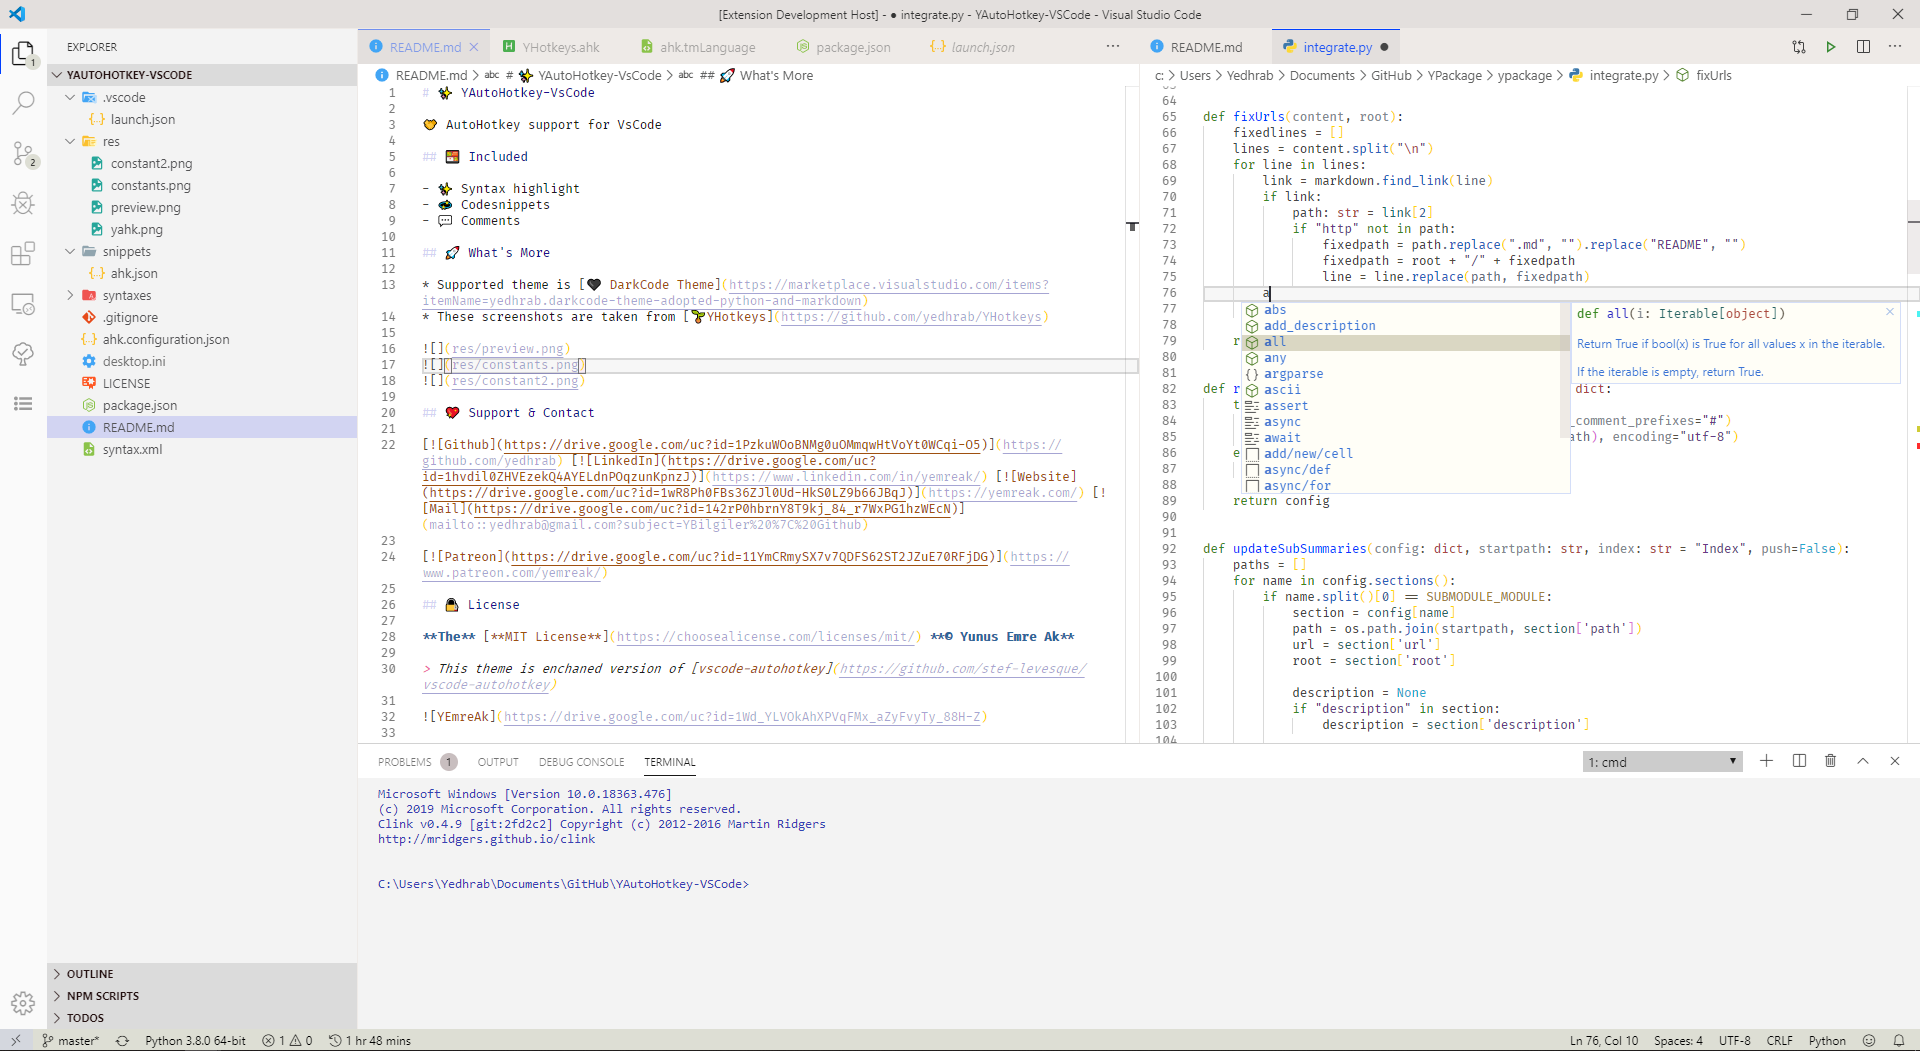 [Extension Development Host] - ● integrate.py - YAutoHotkey-VSCode - Visual Studio Code
EXPLORER
YAUTOHOTKEY-VSCODE
.vscode
launch.json
res
constant2.png
constants.png
preview.png
yahk.png
snippets
ahk.json
syntaxes
.gitignore
ahk.configuration.json
desktop.ini
LICENSE
package.json
README.md
syntax.xml
OUTLINE
NPM SCRIPTS
TODOS
1
2
README.md YHotkeys.ahk ahk.tmLanguage package.json launch.json
README.md > abc # ✨ YAutoHotkey-VsCode > abc ## 🚀 What's More
1 # ✨ YAutoHotkey-VsCode
2
3 AutoHotkey support for VsCode
4
5 ## Included
6
7 - ✨ Syntax highlight
8 - Codesnippets
9 - 💬 Comments
10
11 ## 🚀 What's More
12
13 * Supported theme is [🖤 DarkCode Theme](https://marketplace.visualstudio.com/items?
itemName=yedhrab.darkcode-theme-adopted-python-and-markdown)
14 * These screenshots are taken from [YHotkeys](https://github.com/yedhrab/YHotkeys)
15
16 ![](res/preview.png)
17 ![](res/constants.png)
18 ![](res/constant2.png)
19
20 ## 💖 Support & Contact
21
22 [![Github](https://drive.google.com/uc?id=1PzkuWOoBNMg0uOMmqwHtVoYt0WCqi-O5)](https://
github.com/yedhrab) [![LinkedIn](https://drive.google.com/uc?
id=1hvdil0ZHVEzekQ4AYELdnPOqzunKpnzJ)](https://www.linkedin.com/in/yemreak/) [![Website]
(https://drive.google.com/uc?id=1wR8Ph0FBs36ZJl0Ud-HkS0LZ9b66JBqJ)](https://yemreak.com/) [!
[Mail](https://drive.google.com/uc?id=142rP0hbrnY8T9kj_84_r7WxPG1hzWEcN)]
(mailto::yedhrab@gmail.com?subject=YBilgiler%20%7C%20Github)
23
24 [![Patreon](https://drive.google.com/uc?id=11YmCRmySX7v7QDFS62ST2JZuE70RFjDG)](https://
www.patreon.com/yemreak/)
25
26 ## License
27
28 **The** [**MIT License**](https://choosealicense.com/licenses/mit/) **© Yunus Emre Ak**
29
30 > This theme is enchaned version of [vscode-autohotkey](https://github.com/stef-levesque/
vscode-autohotkey)
31
32 ![YEmreAk](https://drive.google.com/uc?id=1Wd_YLVOkAhXPVqFMx_aZyFvyTy_88H-Z)
33
README.md integrate.py ●
c: > Users > Yedhrab > Documents > GitHub > YPackage > ypackage > integrate.py > fixUrls
63
64
65 def fixUrls(content, root):
66 fixedlines = []
67 lines = content.split("\n")
68 for line in lines:
69 link = markdown.find_link(line)
70 if link:
71 path: str = link[2]
72 if "http" not in path:
73 fixedpath = path.replace(".md", "").replace("README", "")
74 fixedpath = root + "/" + fixedpath
75 line = line.replace(path, fixedpath)
76 a
77
78
79 r
80
81
82 def r dict:
83 t
84 _comment_prefixes="#")
85 ath), encoding="utf-8")
86 e
87
88
89 return config
90
91
92 def updateSubSummaries(config: dict, startpath: str, index: str = "Index", push=False):
93 paths = []
94 for name in config.sections():
95 if name.split()[0] == SUBMODULE_MODULE:
96 section = config[name]
97 path = os.path.join(startpath, section['path'])
98 url = section['url']
99 root = section['root']
100
101 description = None
102 if "description" in section:
103 description = section['description']
104
abs
add_description
all
any
argparse
ascii
assert
async
await
add/new/cell
async/def
async/for
def all(i: Iterable[object])
Return True if bool(x) is True for all values x in the iterable.
If the iterable is empty, return True.
PROBLEMS 1 OUTPUT DEBUG CONSOLE TERMINAL
1: cmd
Microsoft Windows [Version 10.0.18363.476]
(c) 2019 Microsoft Corporation. All rights reserved.
Clink v0.4.9 [git:2fd2c2] Copyright (c) 2012-2016 Martin Ridgers
http://mridgers.github.io/clink
C:\Users\Yedhrab\Documents\GitHub\YAutoHotkey-VSCode>
master* Python 3.8.0 64-bit 1 0 1 hr 48 mins
Ln 76, Col 10 Spaces: 4 UTF-8 CRLF Python